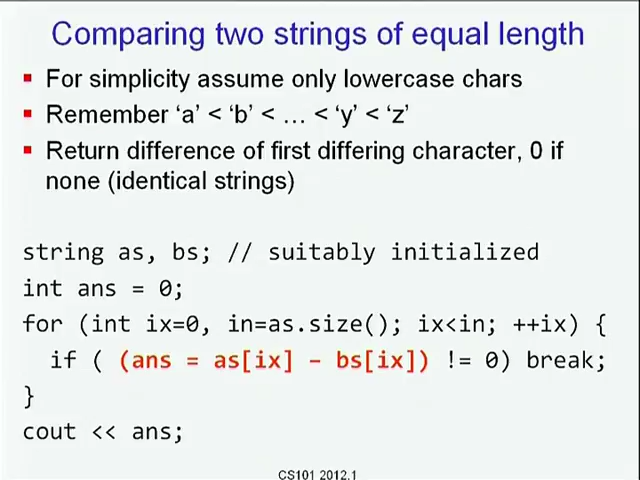 Comparing two strings of equal length
▪ For simplicity assume only lowercase chars
▪ Remember ‘a’ < ‘b’ < … < ‘y’ < ‘z’
▪ Return difference of first differing character, 0 if
none (identical strings)
string as, bs; // suitably initialized
int ans = 0;
for (int ix=0, in=as.size(); ix<in; ++ix) {
if ( (ans = as[ix] – bs[ix]) != 0) break;
}
cout << ans;
CS101 2012.1